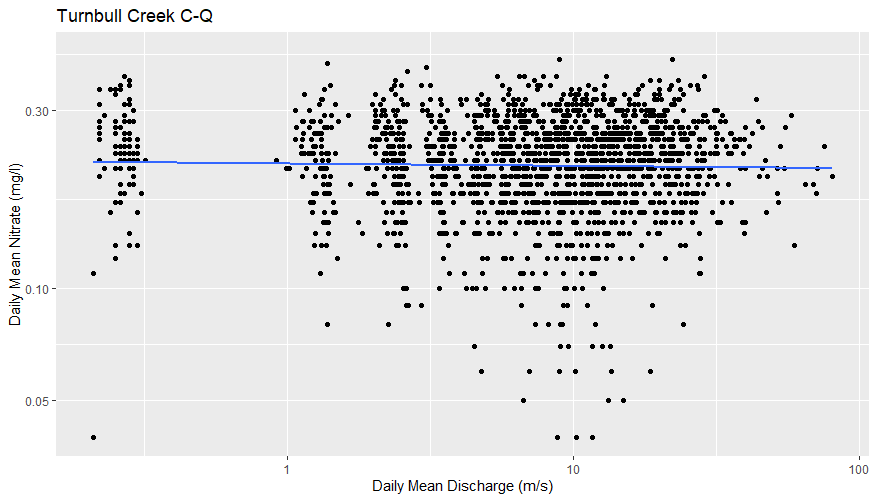 Turnbull Creek C-Q
Daily Mean Nitrate (mg/l)
0.30
0.10
0.05
1
10
100
Daily Mean Discharge (m/s)